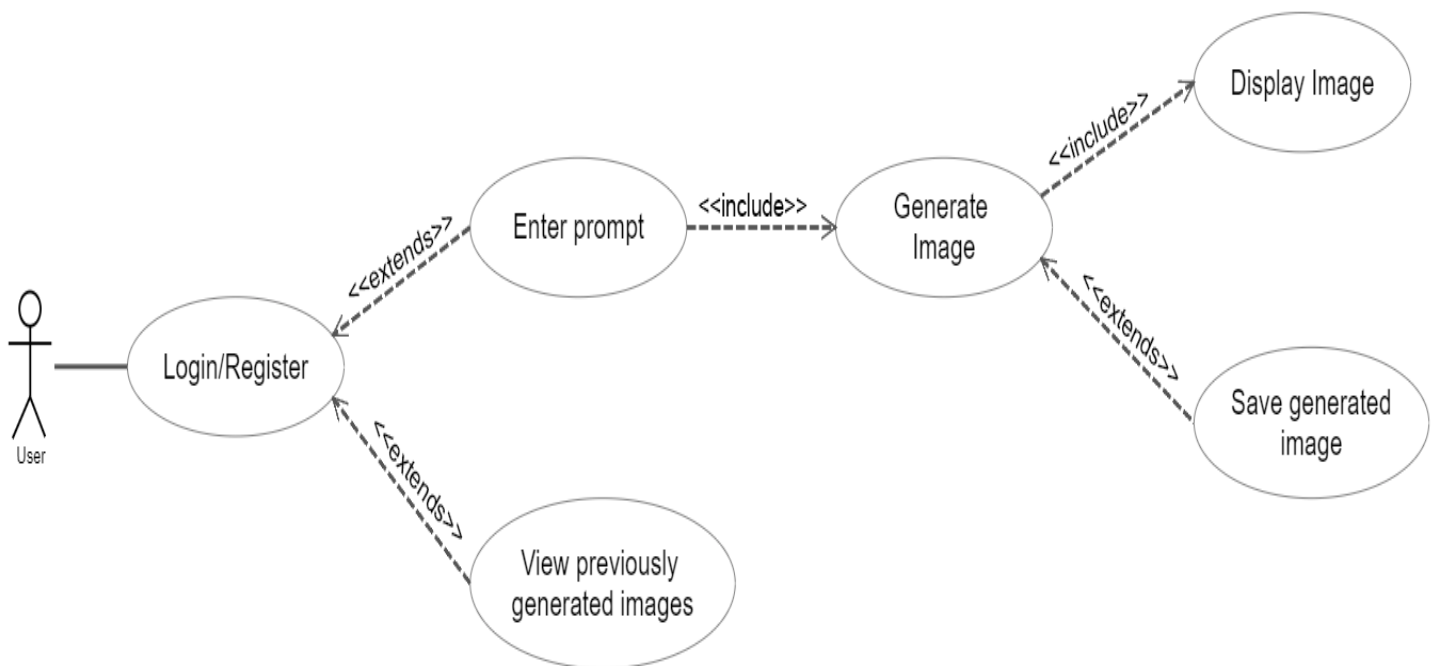 Display Image
<<include>>
Enter prompt
<<include>>
Generate
Image
<<extends>>
Login/Register
User
<<extends>>
Save generated
image
<<extends>>
View previously
generated images